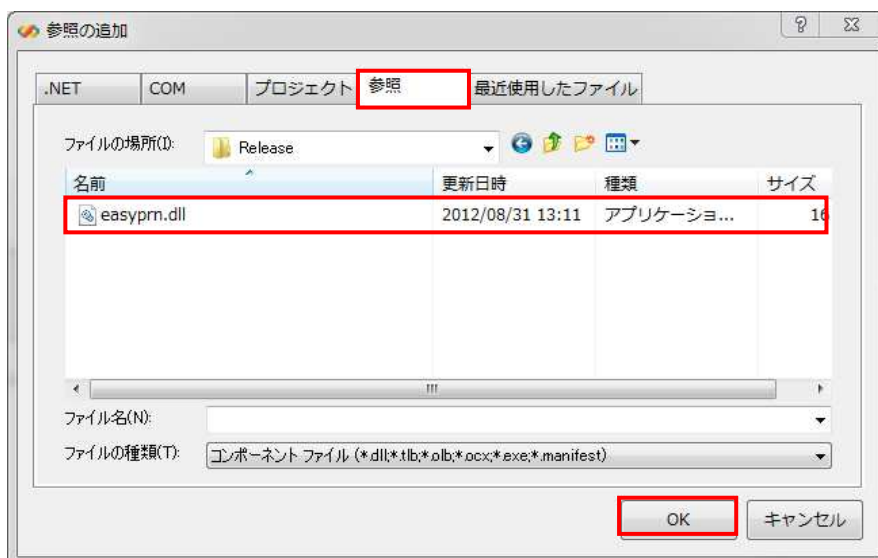 参照の追加
.NET COM プロジェクト 参照 最近使用したファイル
ファイルの場所(I): Release
名前 更新日時 種類 サイズ
easyprn.dll 2012/08/31 13:11 アプリケーショ... 16
ファイル名(N):
ファイルの種類(T): コンポーネント ファイル (*.dll;*.tlb;*.olb;*.ocx;*.exe;*.manifest)
OK キャンセル